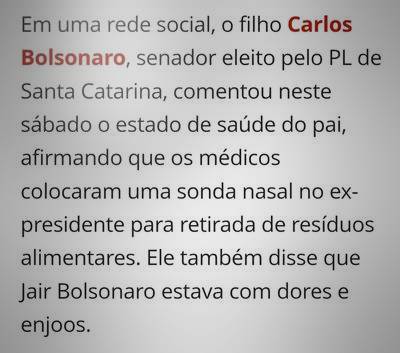 Em uma rede social, o filho Carlos
Bolsonaro, senador eleito pelo PL de
Santa Catarina, comentou neste
sábado o estado de saúde do pai,
afirmando que os médicos
colocaram uma sonda nasal no ex-
presidente para retirada de resíduos
alimentares. Ele também disse que
Jair Bolsonaro estava com dores e
enjoos.